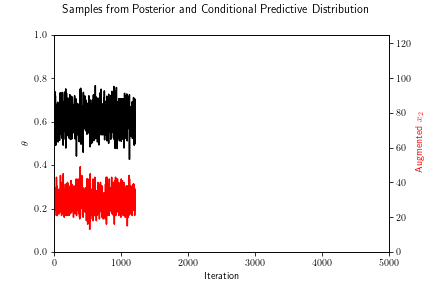 Samples from Posterior and Conditional Predictive Distribution
1.0
0.8
0.6
0.4
0.2
0.0
θ
120
100
80
60
40
20
0
Augmented x₂
0 1000 2000 3000 4000 5000
Iteration